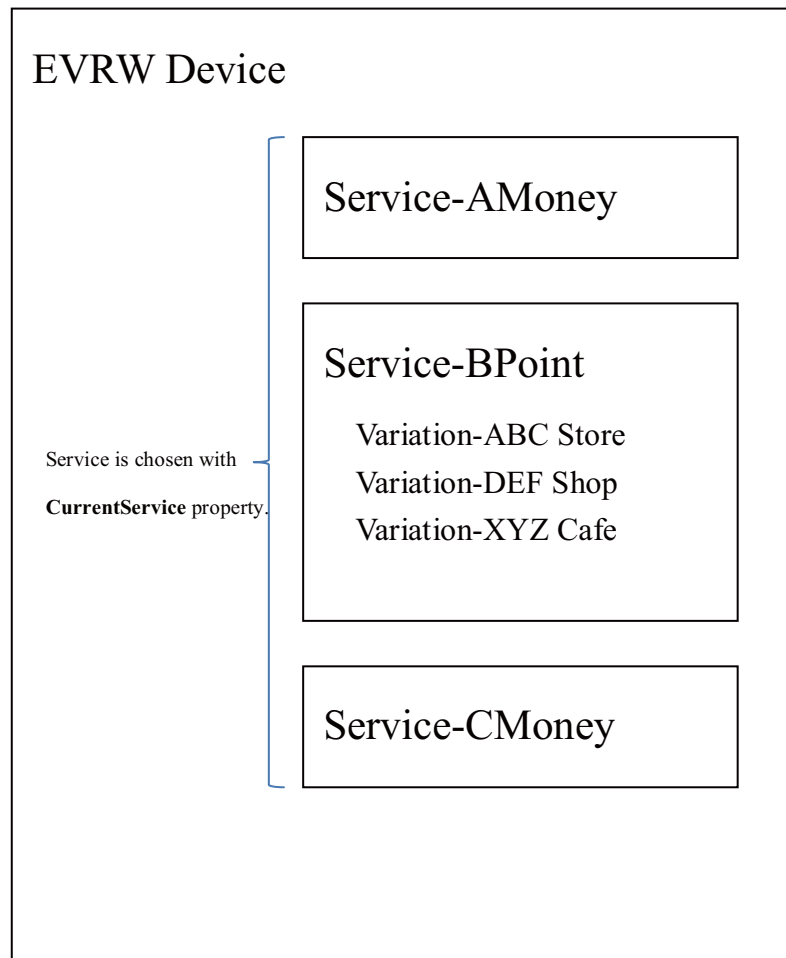 EVRW Device
Service-AMoney
Service-BPoint
Variation-ABC Store
Variation-DEF Shop
Variation-XYZ Cafe
Service is chosen with
CurrentService property.
Service-CMoney